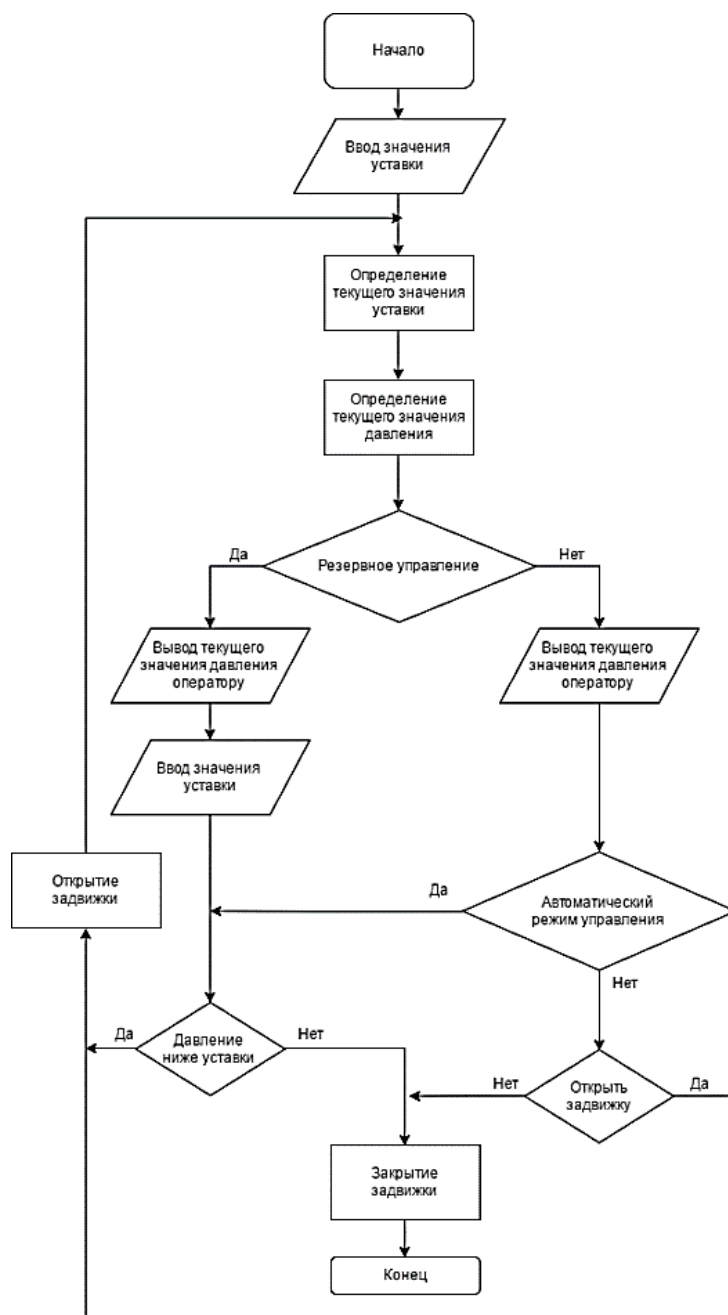 Начало
Ввод значения
уставки
Определение
текущего значения
уставки
Определение
текущего значения
давления
Да
Резервное управление
Нет
Вывод текущего
значения давления
оператору
Вывод текущего
значения давления
оператору
Ввод значения
уставки
Открытие
задвижки
Да
Автоматический
режим управления
Нет
Да
Давление
ниже уставки
Нет
Нет
Открыть
задвижку
Да
Закрытие
задвижки
Конец